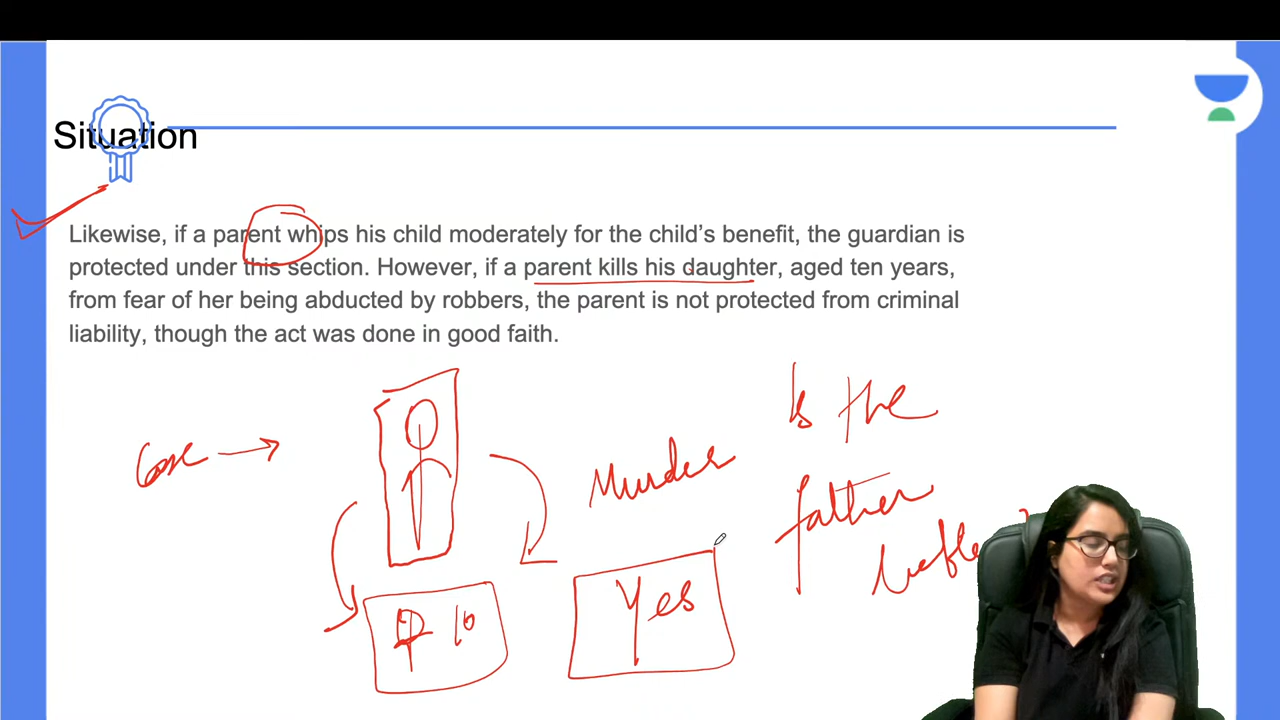 Situation
Likewise, if a parent whips his child moderately for the child's benefit, the guardian is
protected under this section. However, if a parent kills his daughter, aged ten years,
from fear of her being abducted by robbers, the parent is not protected from criminal
liability, though the act was done in good faith.
Is the
Murder
father
Yes
10